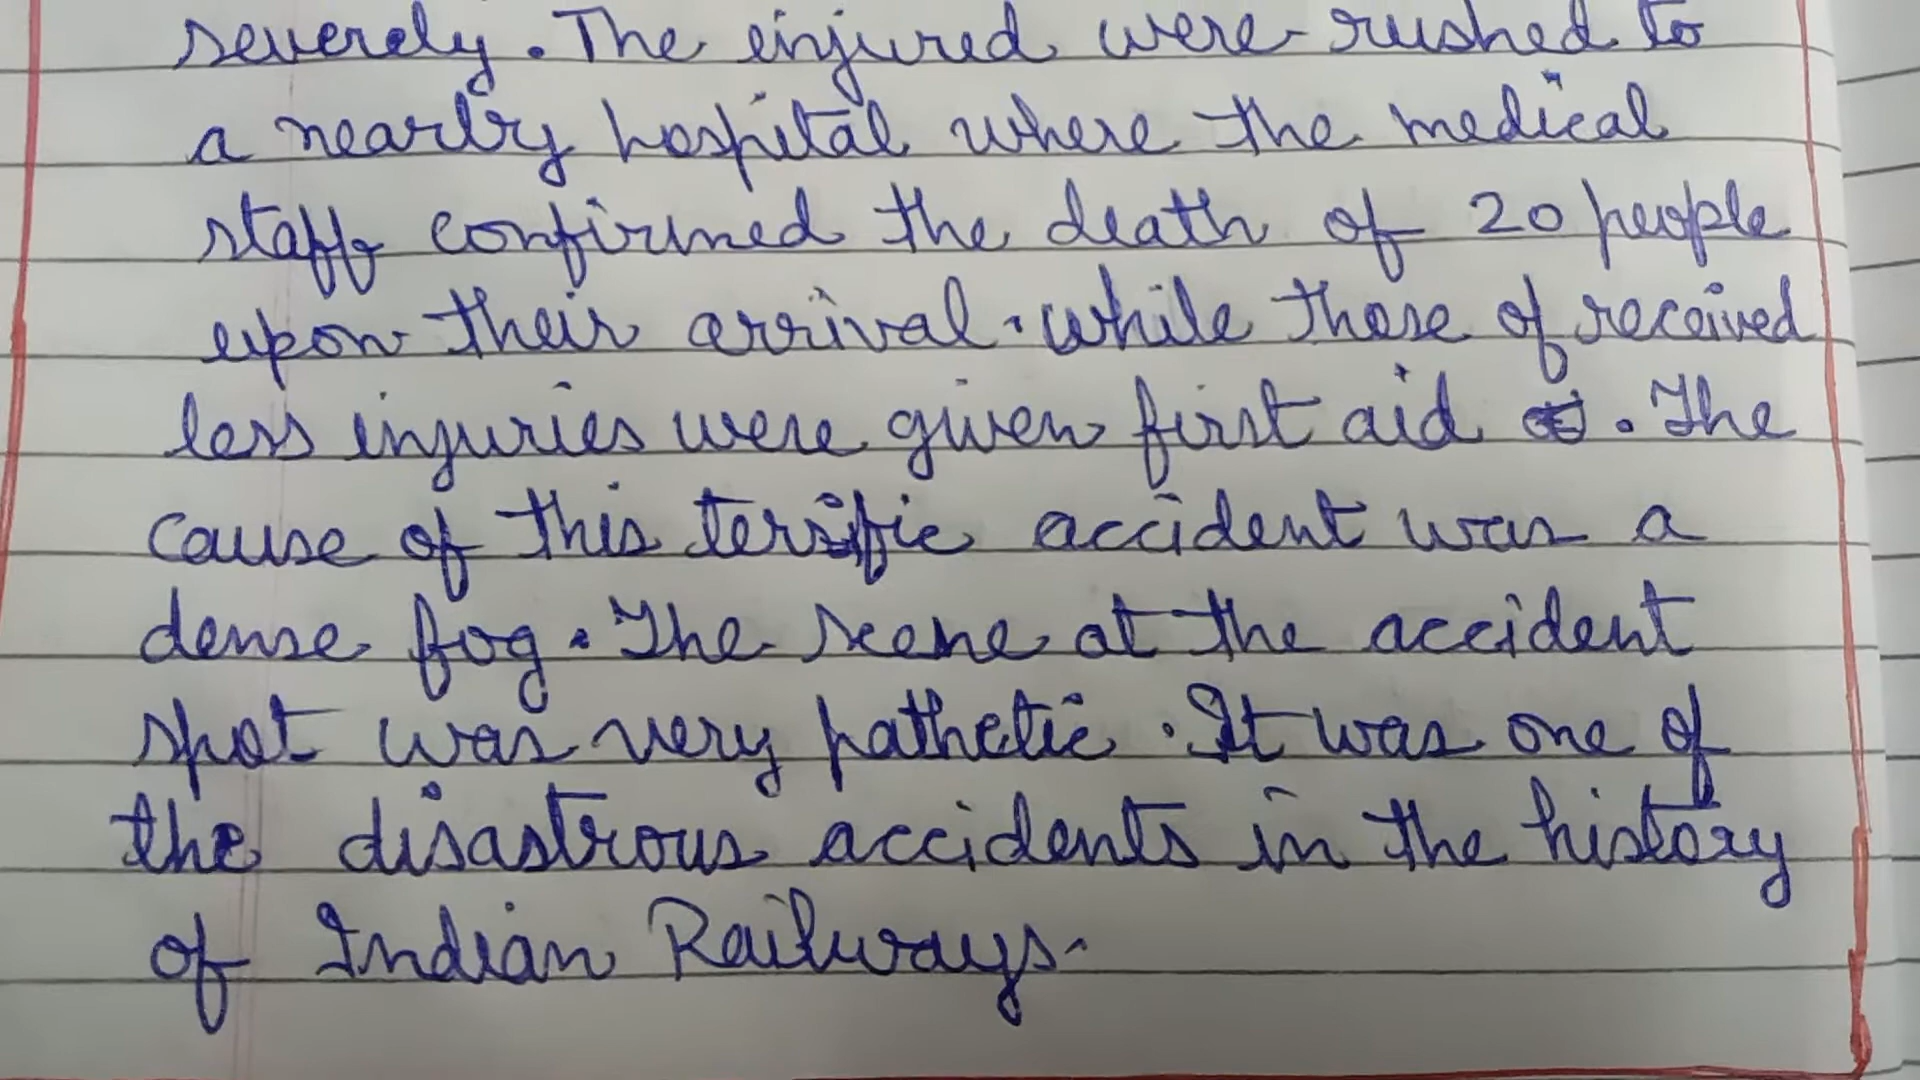 severely. The injured were rushed to
a nearby hospital where the medical
staff confirmed the death of 20 people
upon their arrival. while those of received
less injuries were given first aid . The
cause of this terific accident was a
dense fog. The scene at the accident
spot was very pathetic. It was one of
the disastrous accidents in the history
of Indian Railways.